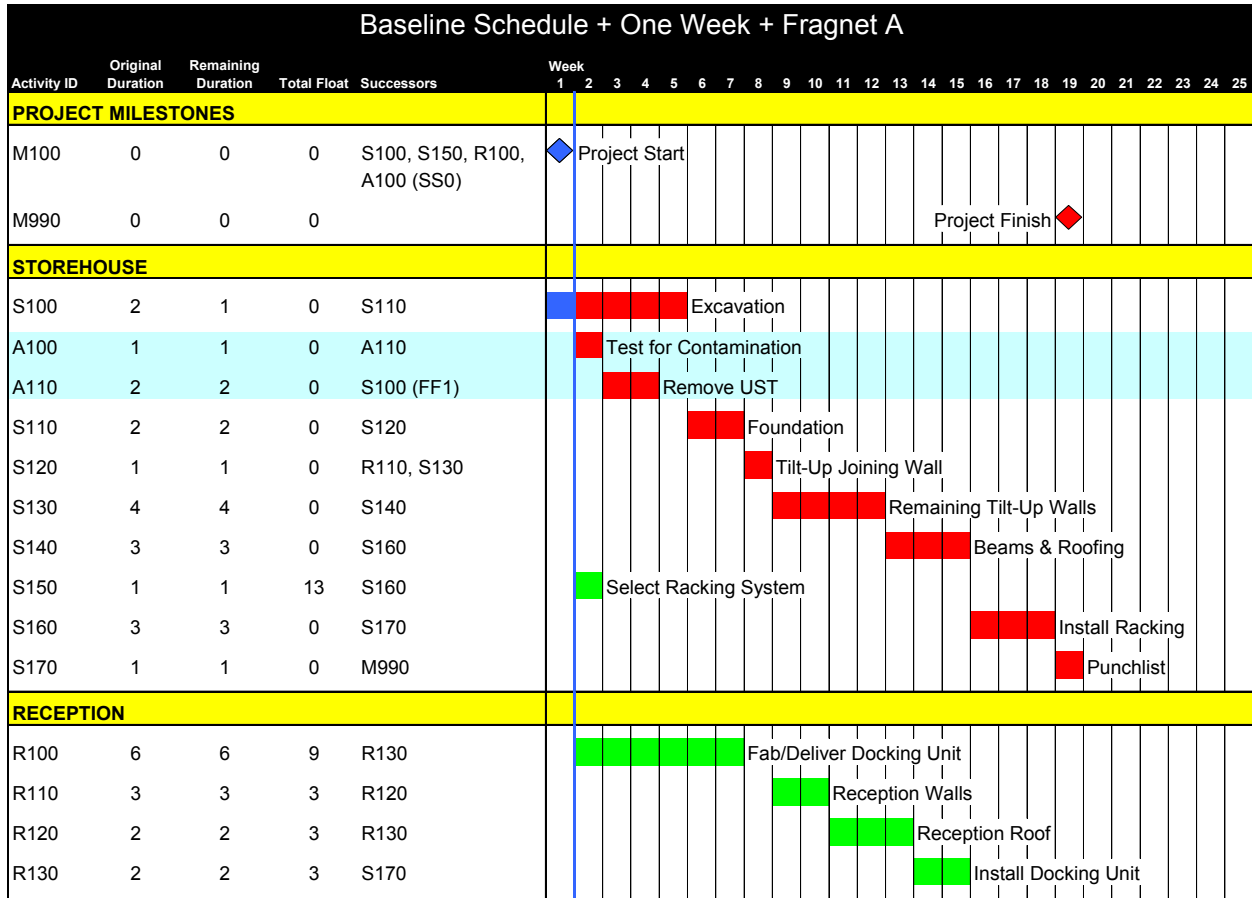 Baseline Schedule + One Week + Fragnet A
Original Remaining Week
Activity ID Duration Duration Total Float Successors 1 2 3 4 5 6 7 8 9 10 11 12 13 14 15 16 17 18 19 20 21 22 23 24 25
PROJECT MILESTONES
M100 0 0 0 S100, S150, R100, Project Start
A100 (SS0)
M990 0 0 0 Project Finish
STOREHOUSE
S100 2 1 0 S110 Excavation
A100 1 1 0 A110 Test for Contamination
A110 2 2 0 S100 (FF1) Remove UST
S110 2 2 0 S120 Foundation
S120 1 1 0 R110, S130 Tilt-Up Joining Wall
S130 4 4 0 S140 Remaining Tilt-Up Walls
S140 3 3 0 S160 Beams & Roofing
S150 1 1 13 S160 Select Racking System
S160 3 3 0 S170 Install Racking
S170 1 1 0 M990 Punchlist
RECEPTION
R100 6 6 9 R130 Fab/Deliver Docking Unit
R110 3 3 3 R120 Reception Walls
R120 2 2 3 R130 Reception Roof
R130 2 2 3 S170 Install Docking Unit